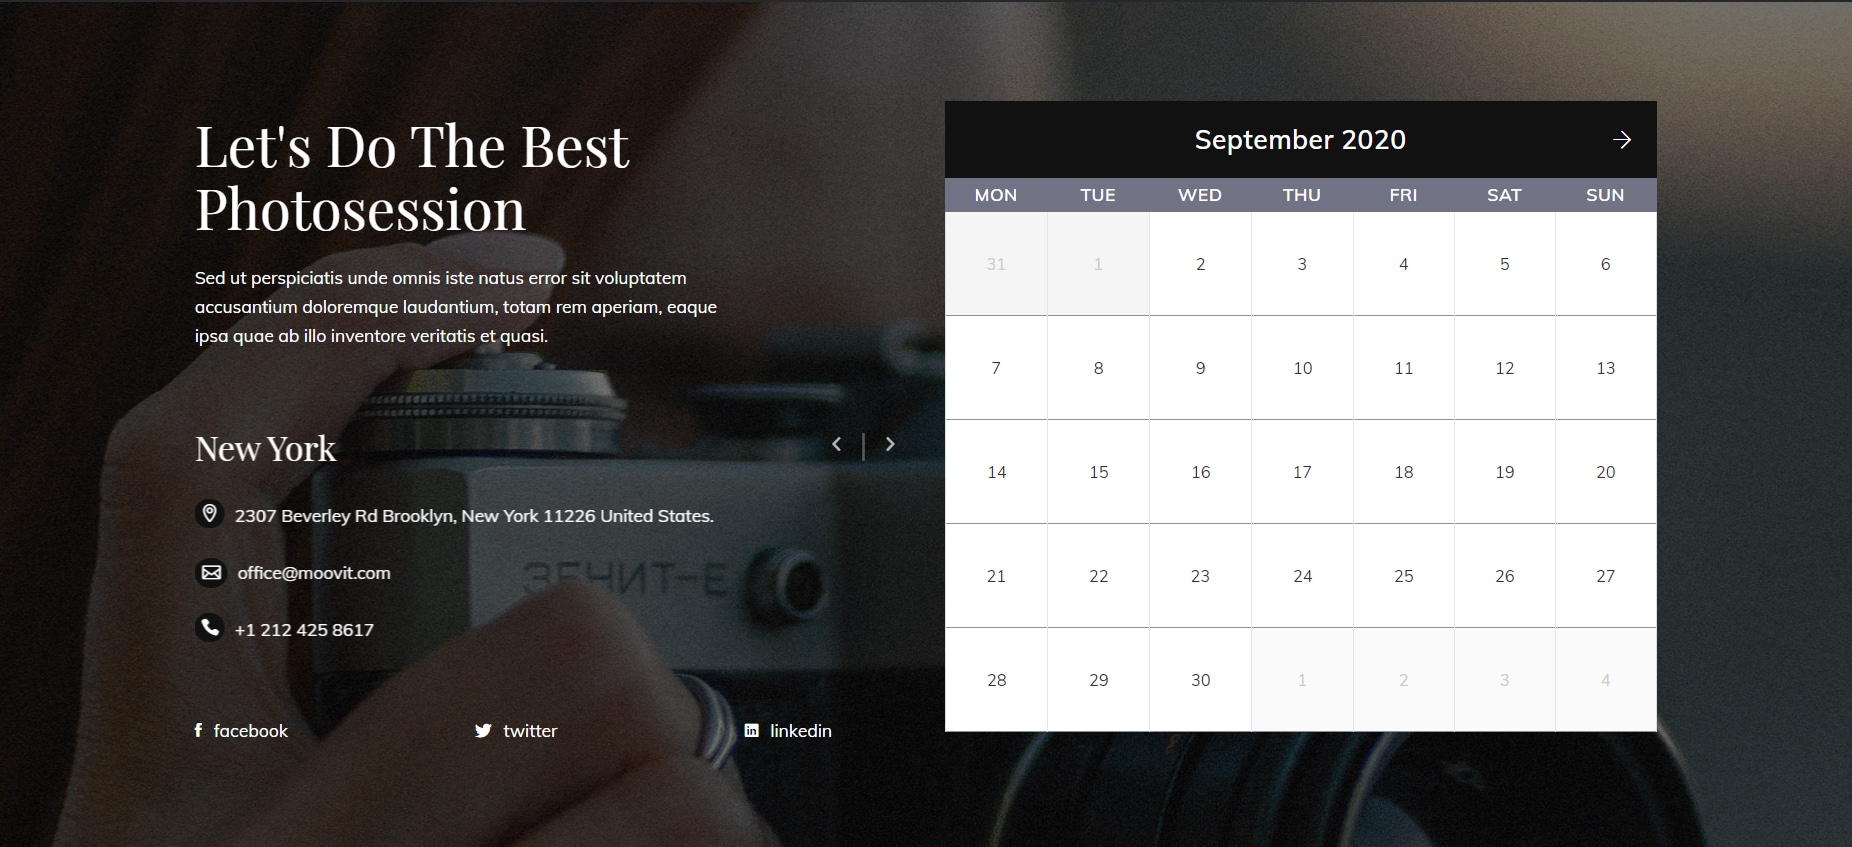 Let's Do The Best
Photosession
Sed ut perspiciatis unde omnis iste natus error sit voluptatem
accusantium doloremque laudantium, totam rem aperiam, eaque
ipsa quae ab illo inventore veritatis et quasi.
New York
2307 Beverley Rd Brooklyn, New York 11226 United States.
office@moovit.com
+1 212 425 8617
facebook twitter linkedin
ЗЕНИТ-Е
September 2020
MON TUE WED THU FRI SAT SUN
31 1 2 3 4 5 6
7 8 9 10 11 12 13
14 15 16 17 18 19 20
21 22 23 24 25 26 27
28 29 30 1 2 3 4